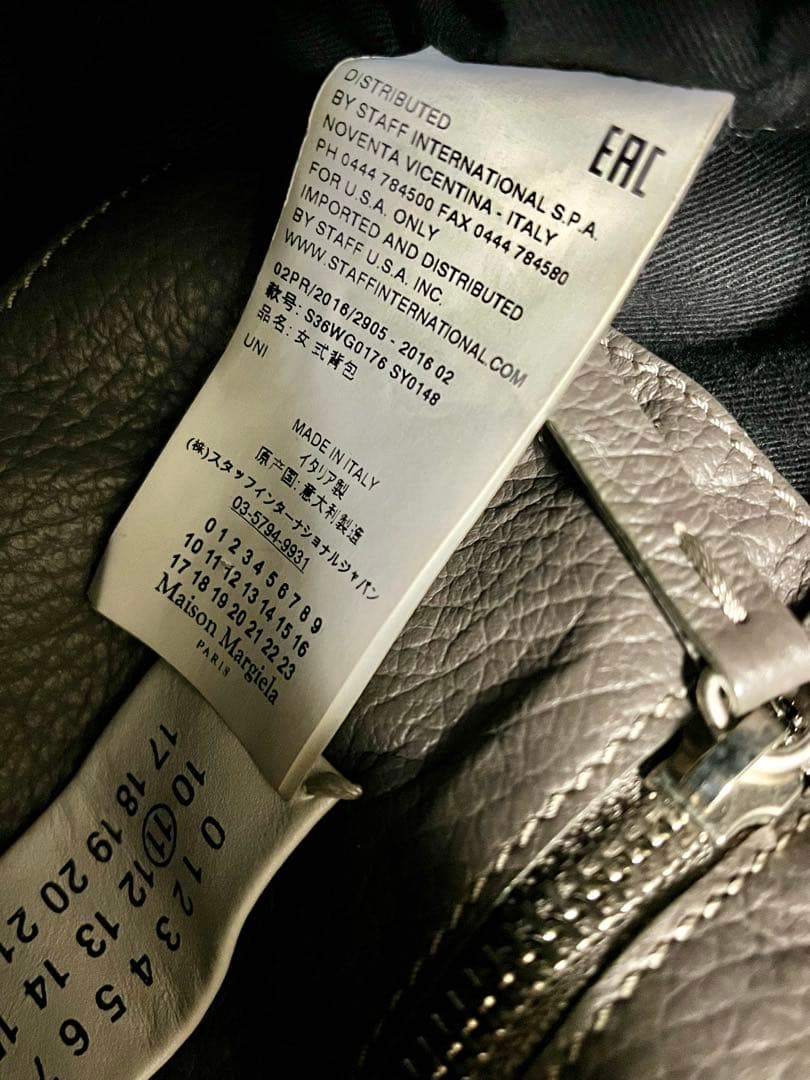 DISTRIBUTED
BY STAFF INTERNATIONAL S.P.A.
NOVENTA VICENTINA - ITALY
PH 0444 784500 FAX 0444 784580
FOR U.S.A. ONLY
IMPORTED AND DISTRIBUTED
BY STAFF U.S.A. INC.
WWW.STAFFINTERNATIONAL.COM
EAC
02PR/2016/2905 - 2016 02
款号: S36WG0176 SY0148
品名: 女式背包
UNI
MADE IN ITALY
イタリア製
原产国: 意大利製造
(株)スタッフインターナショナルジャパン
03-5794-9931
0 1 2 3 4 5 6 7 8 9
10 11 12 13 14 15 16
17 18 19 20 21 22 23
Maison Margiela
PARIS
0 1 2 3 4 5 6 7
10 11 12 13 14 15
17 18 19 20 21